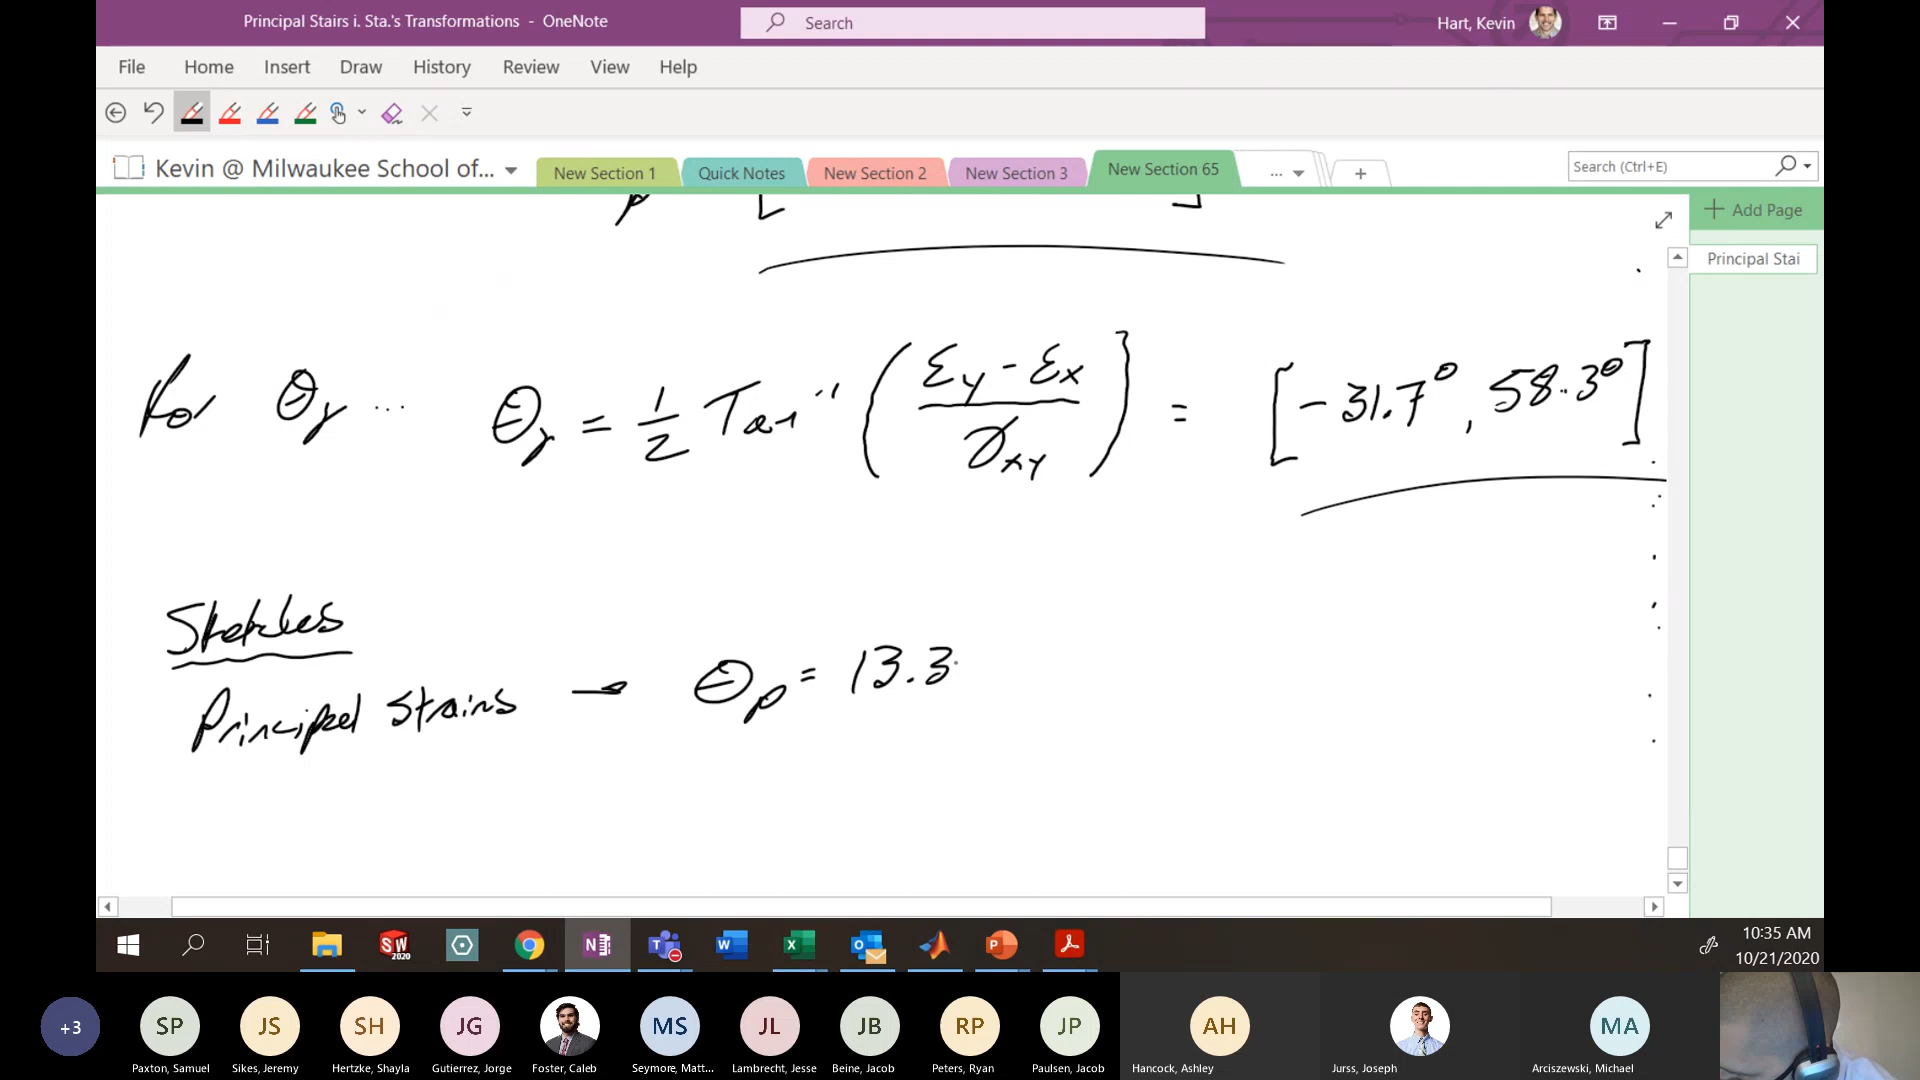 Principal Stairs i. Sta.'s Transformations - OneNote
Search
Hart, Kevin
File Home Insert Draw History Review View Help
Kevin @ Milwaukee School of...
New Section 1
Quick Notes
New Section 2
New Section 3
New Section 65
...
Search (Ctrl+E)
Add Page
Principal Stai
for θγ ... θγ = 1/2 Tan⁻¹ ( εy - εx / γxy ) = [ -31.7°, 58.3° ]
Sketches
Principal Strains → θp = 13.3
SW
2020
10:35 AM
10/21/2020
+3
SP JS SH JG MS JL JB RP JP AH MA
Paxton, Samuel
Sikes, Jeremy
Hertzke, Shayla
Gutierrez, Jorge
Foster, Caleb
Seymore, Matt...
Lambrecht, Jesse
Beine, Jacob
Peters, Ryan
Paulsen, Jacob
Hancock, Ashley
Jurss, Joseph
Arciszewski, Michael